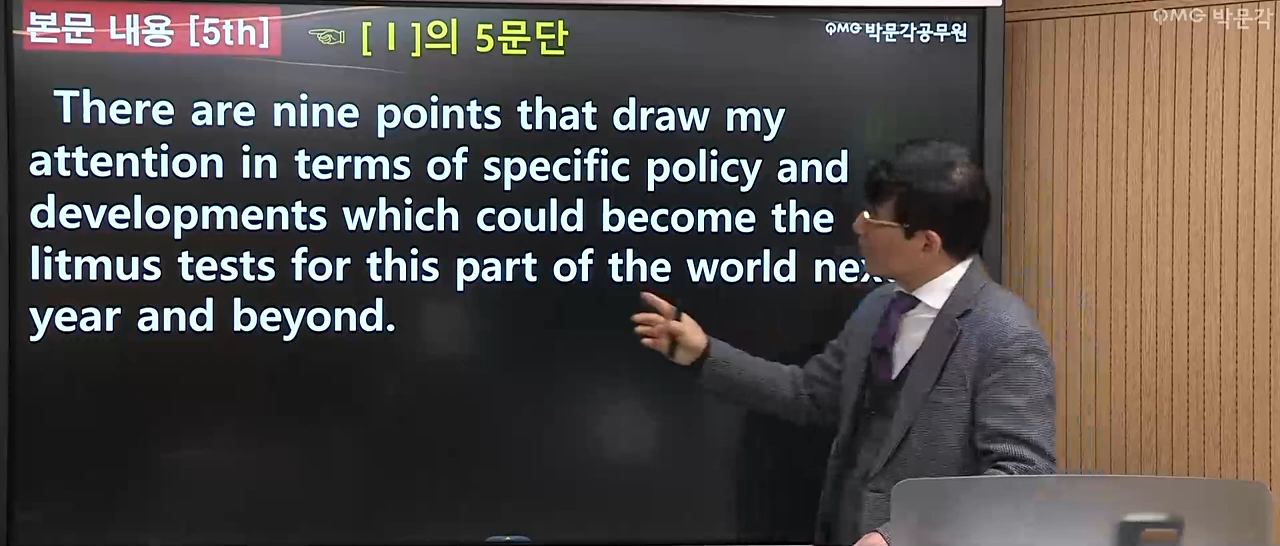 본문 내용 [5th]
☜ [ I ]의 5문단
QMG 박문각공무원
QMG 박문각
There are nine points that draw my
attention in terms of specific policy and
developments which could become the
litmus tests for this part of the world
year and beyond.